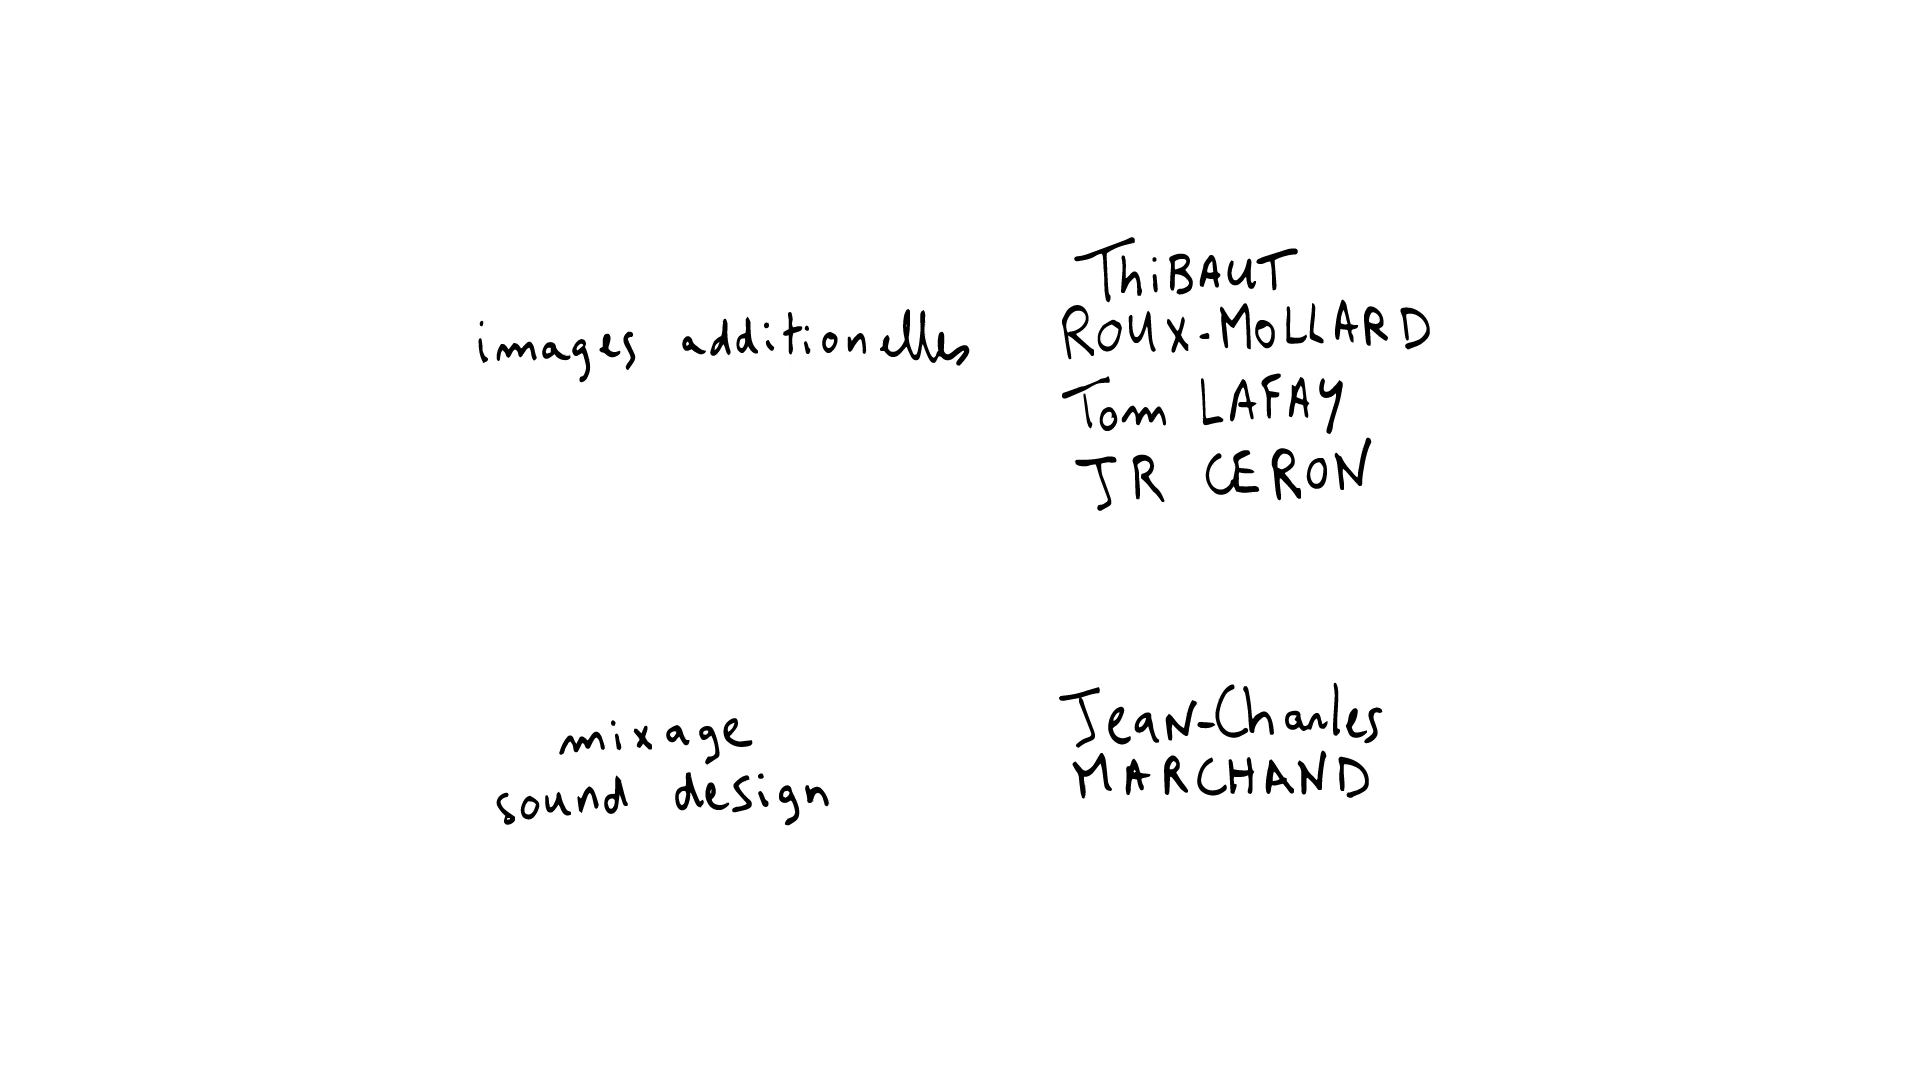 images additionelles
ThiBAUT
ROUX-MOLLARD
Tom LAFAY
JR CERON
mixage
sound design
Jean-Charles
MARCHAND